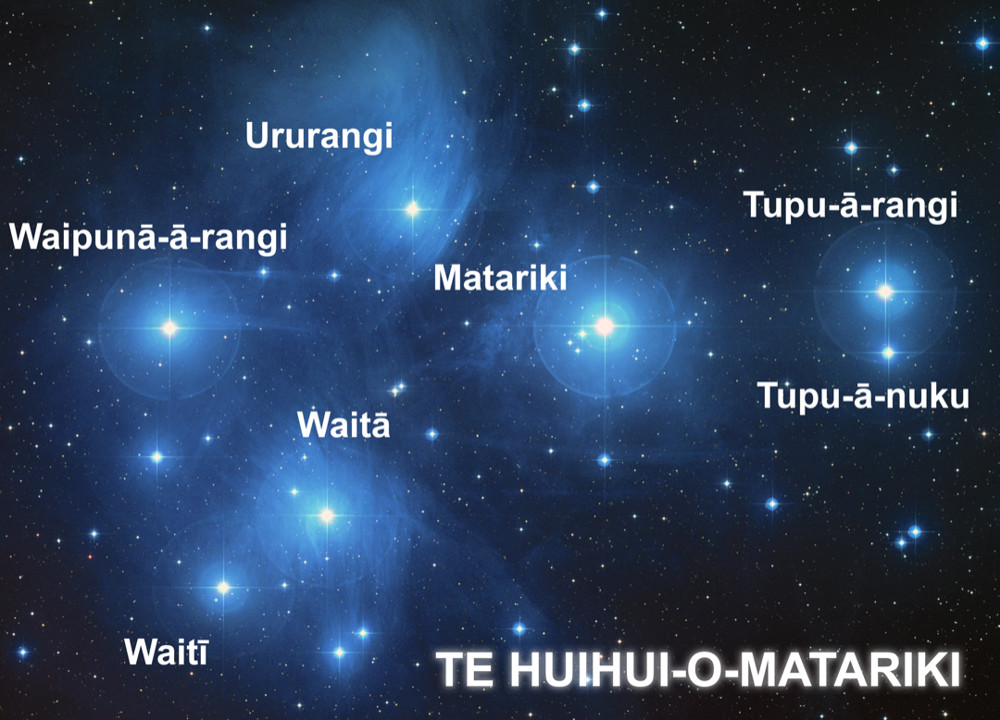 Ururangi
Tupu-ā-rangi
Waipunā-ā-rangi
Matariki
Tupu-ā-nuku
Waitā
Waitī
TE HUIHUI-O-MATARIKI